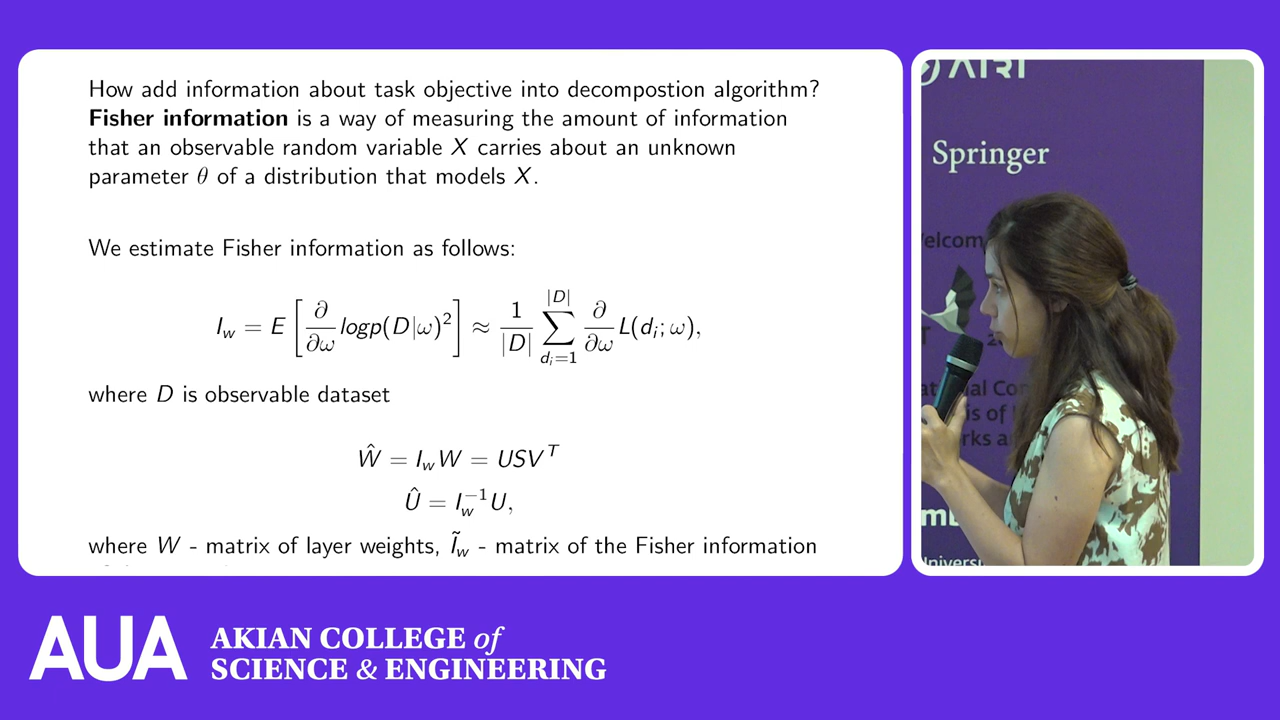 How add information about task objective into decompostion algorithm?
Fisher information is a way of measuring the amount of information
that an observable random variable X carries about an unknown
parameter θ of a distribution that models X.
We estimate Fisher information as follows:
I_w = E [ ∂/∂ω logp(D|ω)² ] ≈ 1/|D| ∑_{d_i=1}^{|D|} ∂/∂ω L(d_i; ω),
where D is observable dataset
Ŵ = I_w W = USV^T
Û = I_w^{-1} U,
where W - matrix of layer weights, Ĩ_w - matrix of the Fisher information
AIRI
Springer
AUA
AKIAN COLLEGE of
SCIENCE & ENGINEERING